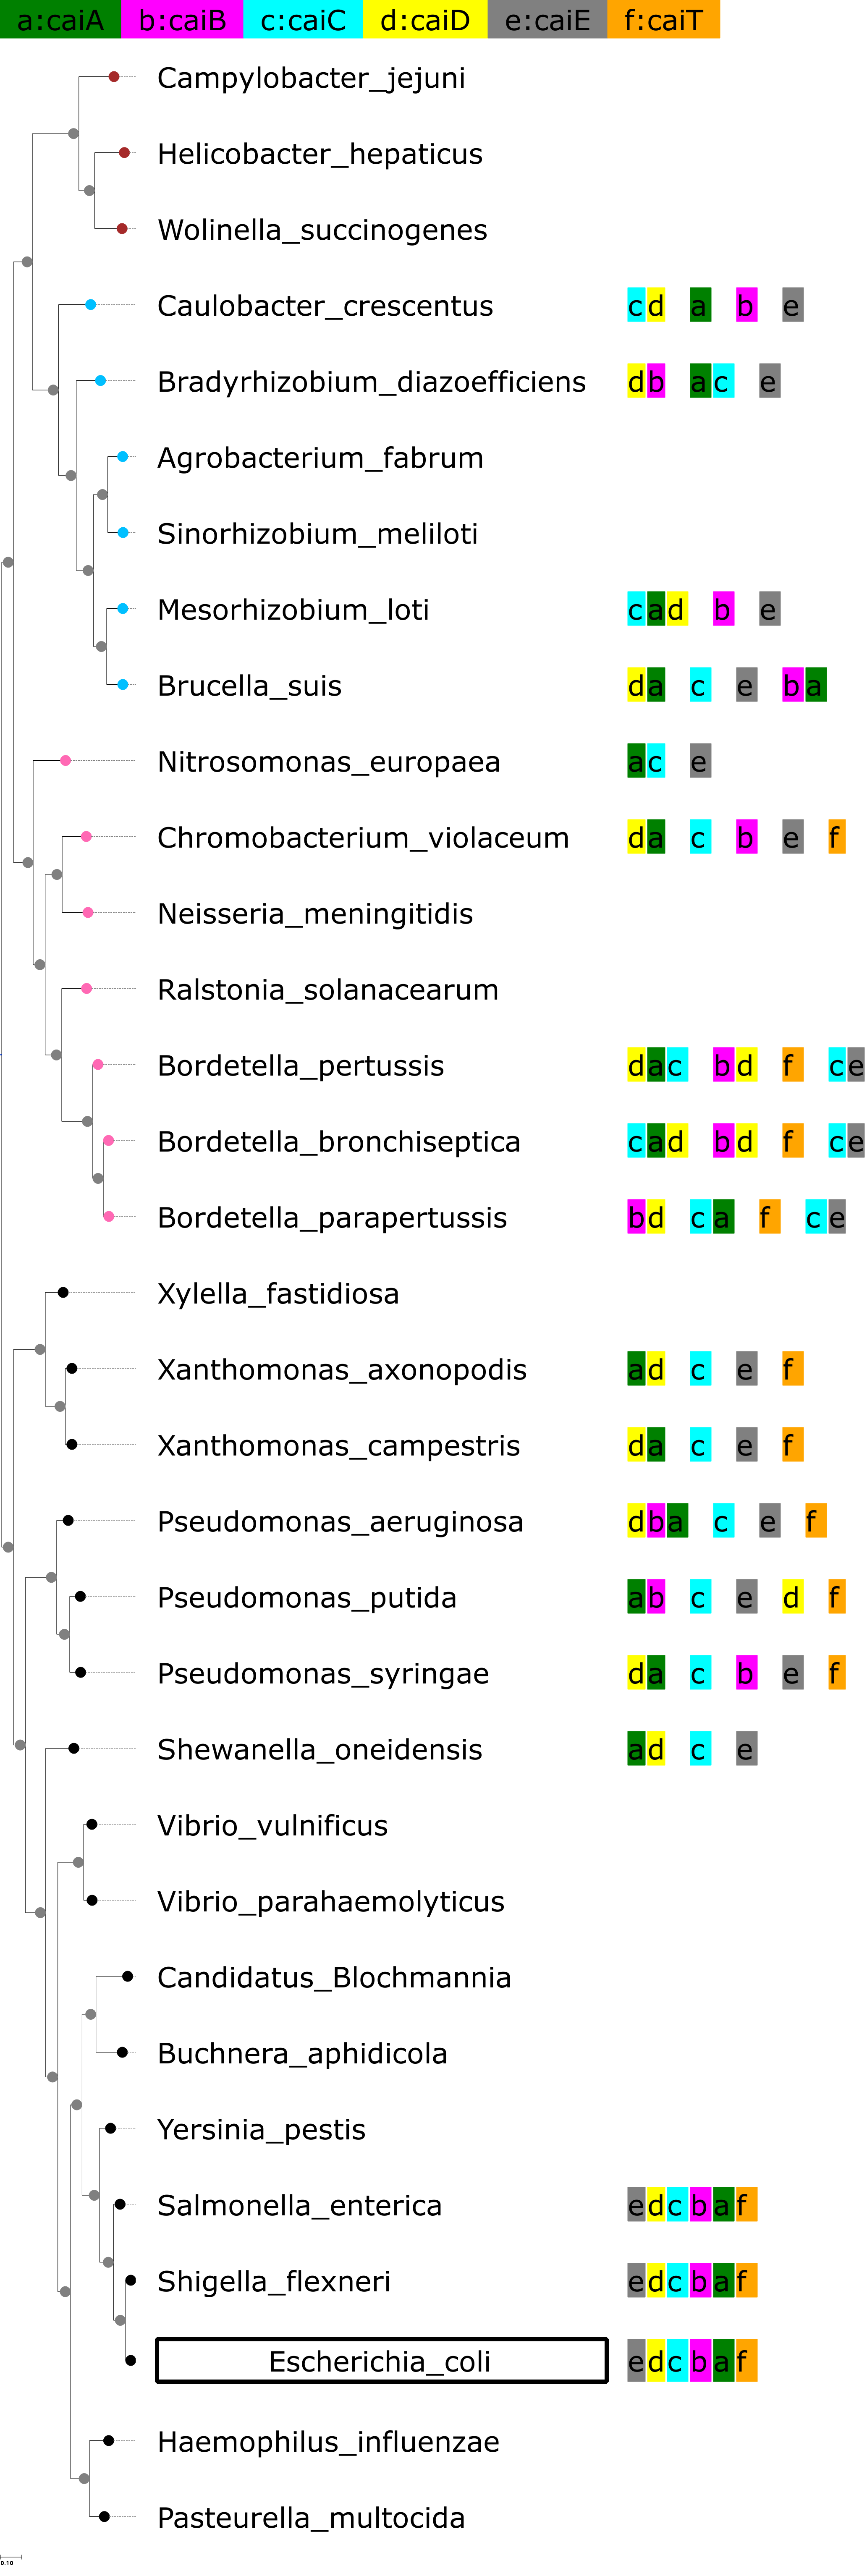 a:caiA b:caiB c:caiC d:caiD e:caiE f:caiT
Campylobacter_jejuni
Helicobacter_hepaticus
Wolinella_succinogenes
Caulobacter_crescentus cd a b e
Bradyrhizobium_diazoefficiens db ac e
Agrobacterium_fabrum
Sinorhizobium_meliloti
Mesorhizobium_loti cad b e
Brucella_suis da c e ba
Nitrosomonas_europaea ac e
Chromobacterium_violaceum da c b e f
Neisseria_meningitidis
Ralstonia_solanacearum
Bordetella_pertussis dac bd f ce
Bordetella_bronchiseptica cad bd f ce
Bordetella_parapertussis bd ca f ce
Xylella_fastidiosa
Xanthomonas_axonopodis ad c e f
Xanthomonas_campestris da c e f
Pseudomonas_aeruginosa dba c e f
Pseudomonas_putida ab c e d f
Pseudomonas_syringae da c b e f
Shewanella_oneidensis ad c e
Vibrio_vulnificus
Vibrio_parahaemolyticus
Candidatus_Blochmannia
Buchnera_aphidicola
Yersinia_pestis
Salmonella_enterica edcbaf
Shigella_flexneri edcbaf
Escherichia_coli edcbaf
Haemophilus_influenzae
Pasteurella_multocida
0.10